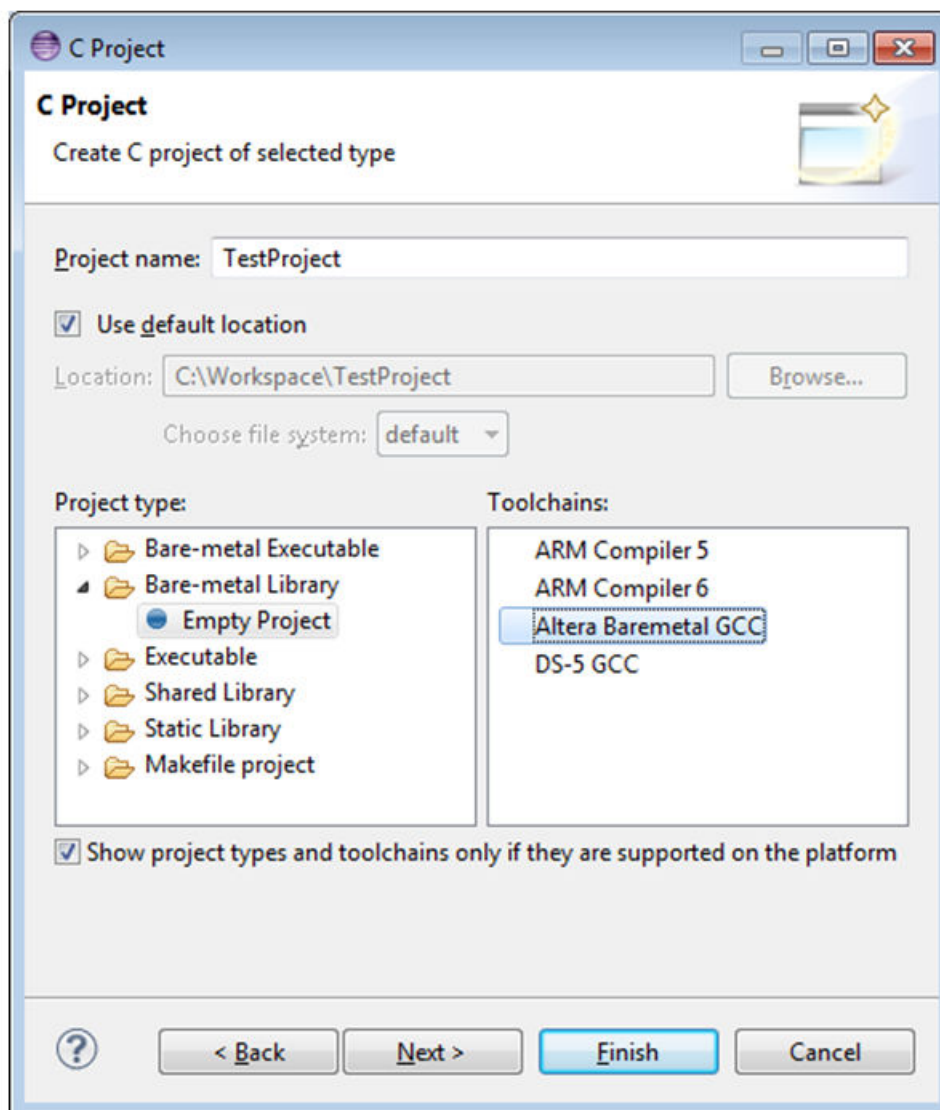 C Project
C Project
Create C project of selected type
Project name: TestProject
Use default location
Location: C:\Workspace\TestProject Browse...
Choose file system: default
Project type: Toolchains:
Bare-metal Executable
Bare-metal Library
Empty Project
Executable
Shared Library
Static Library
Makefile project
ARM Compiler 5
ARM Compiler 6
Altera Baremetal GCC
DS-5 GCC
Show project types and toolchains only if they are supported on the platform
? < Back Next > Finish Cancel